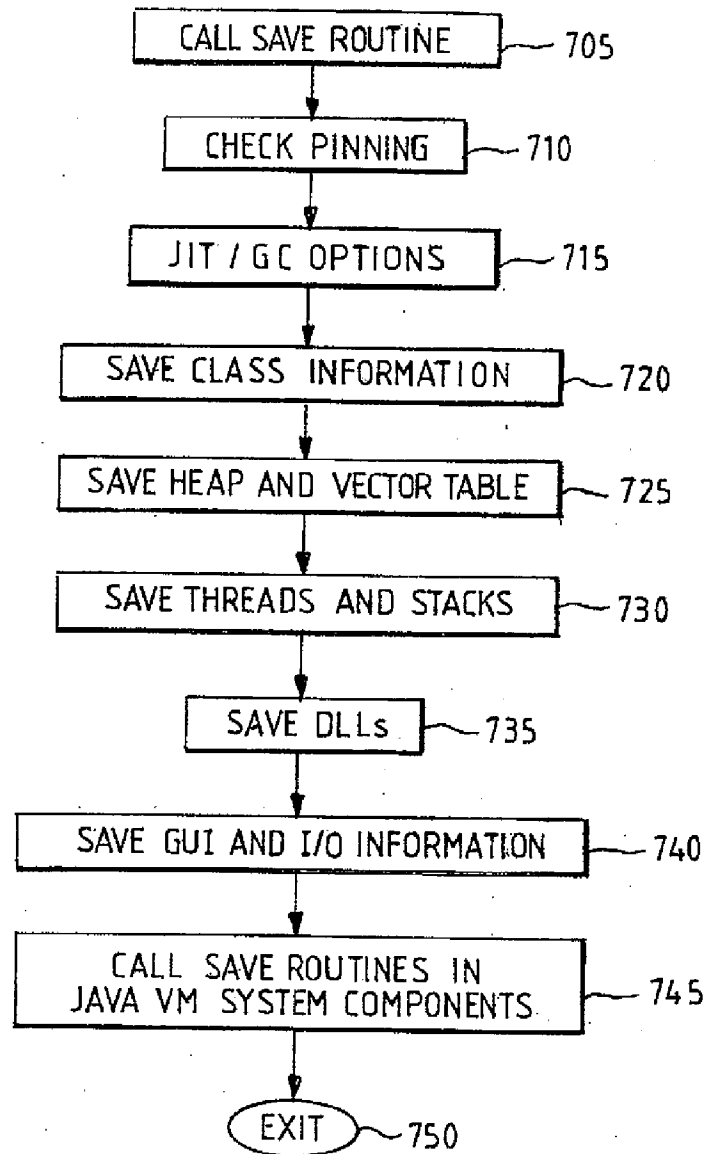 CALL SAVE ROUTINE 705
CHECK PINNING 710
JIT / GC OPTIONS 715
SAVE CLASS INFORMATION 720
SAVE HEAP AND VECTOR TABLE 725
SAVE THREADS AND STACKS 730
SAVE DLLs 735
SAVE GUI AND I/O INFORMATION 740
CALL SAVE ROUTINES IN
JAVA VM SYSTEM COMPONENTS 745
EXIT 750